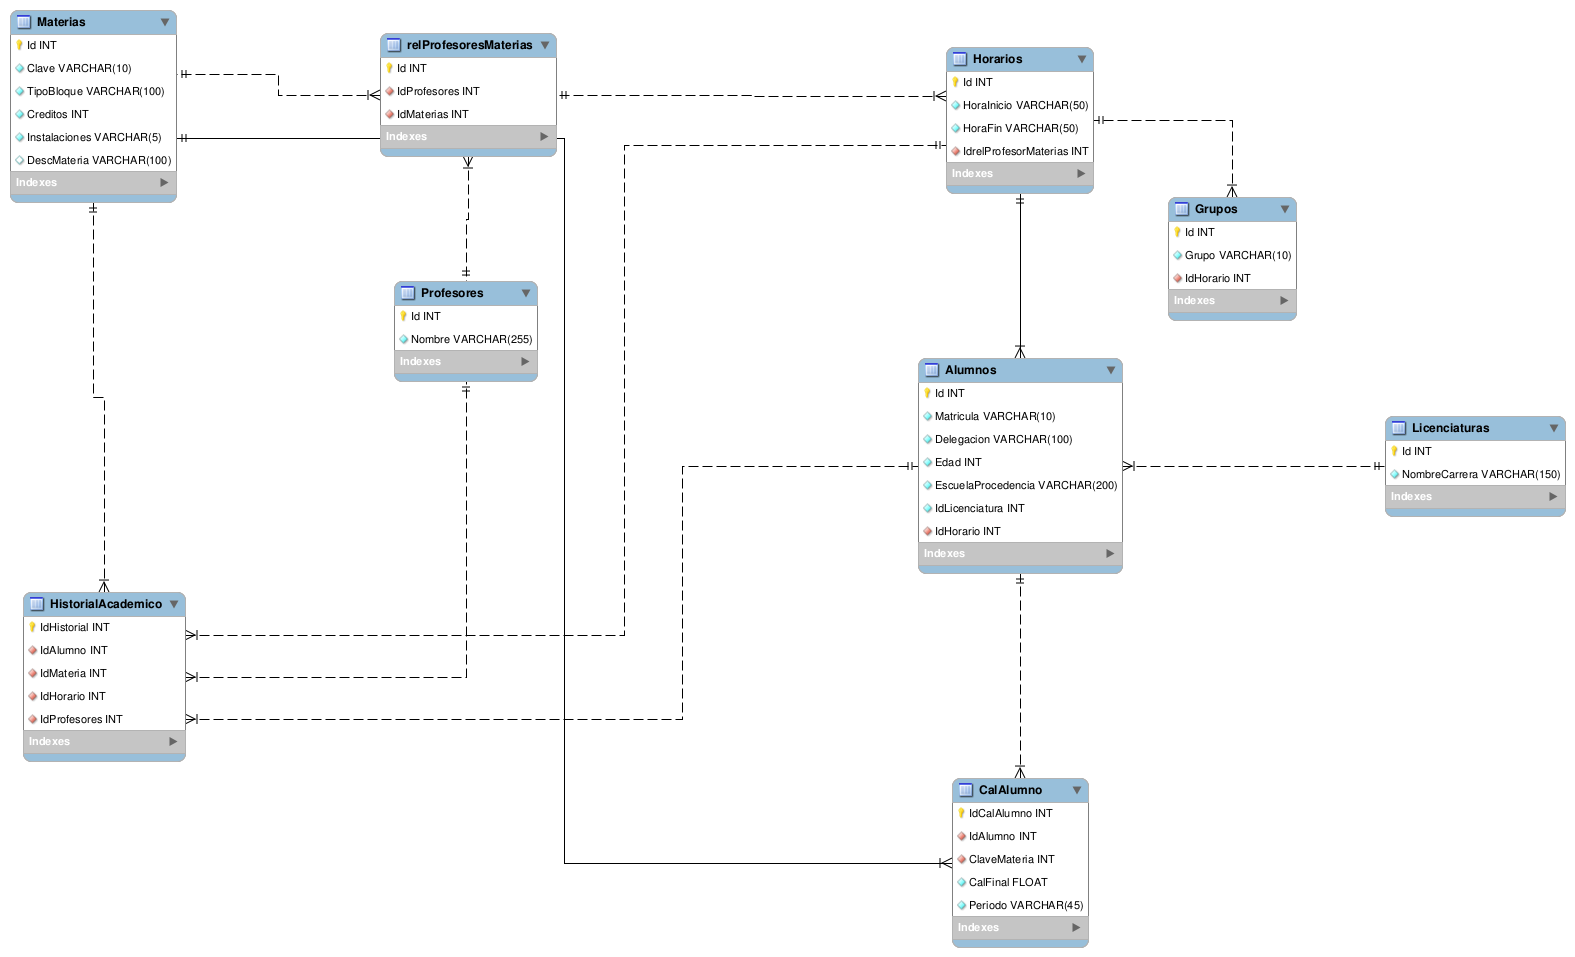 Materias
Id INT
Clave VARCHAR(10)
TipoBloque VARCHAR(100)
Creditos INT
Instalaciones VARCHAR(5)
DescMateria VARCHAR(100)
Indexes
relProfesoresMaterias
Id INT
IdProfesores INT
IdMaterias INT
Indexes
Horarios
Id INT
HoraInicio VARCHAR(50)
HoraFin VARCHAR(50)
IdrelProfesorMaterias INT
Indexes
Grupos
Id INT
Grupo VARCHAR(10)
IdHorario INT
Indexes
Profesores
Id INT
Nombre VARCHAR(255)
Indexes
Alumnos
Id INT
Matricula VARCHAR(10)
Delegacion VARCHAR(100)
Edad INT
EscuelaProcedencia VARCHAR(200)
IdLicenciatura INT
IdHorario INT
Indexes
Licenciaturas
Id INT
NombreCarrera VARCHAR(150)
Indexes
HistorialAcademico
IdHistorial INT
IdAlumno INT
IdMateria INT
IdHorario INT
IdProfesores INT
Indexes
CalAlumno
IdCalAlumno INT
IdAlumno INT
ClaveMateria INT
CalFinal FLOAT
Periodo VARCHAR(45)
Indexes